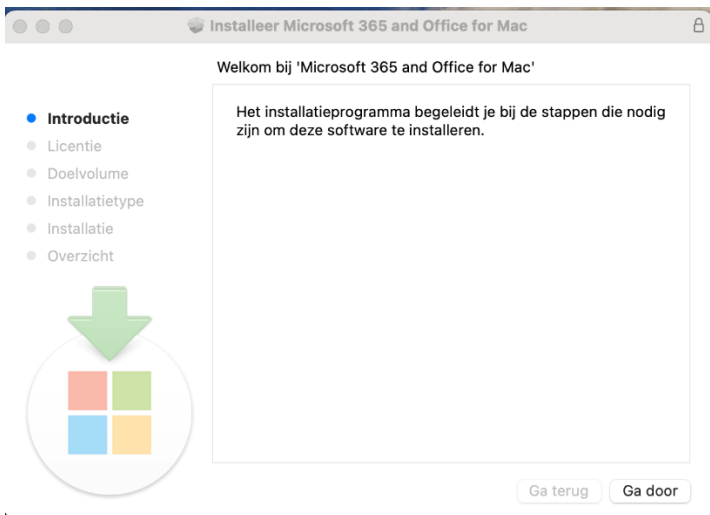 Installeer Microsoft 365 and Office for Mac
Welkom bij 'Microsoft 365 and Office for Mac'
Introductie
Licentie
Doelvolume
Installatietype
Installatie
Overzicht
Het installatieprogramma begeleidt je bij de stappen die nodig
zijn om deze software te installeren.
Ga terug
Ga door